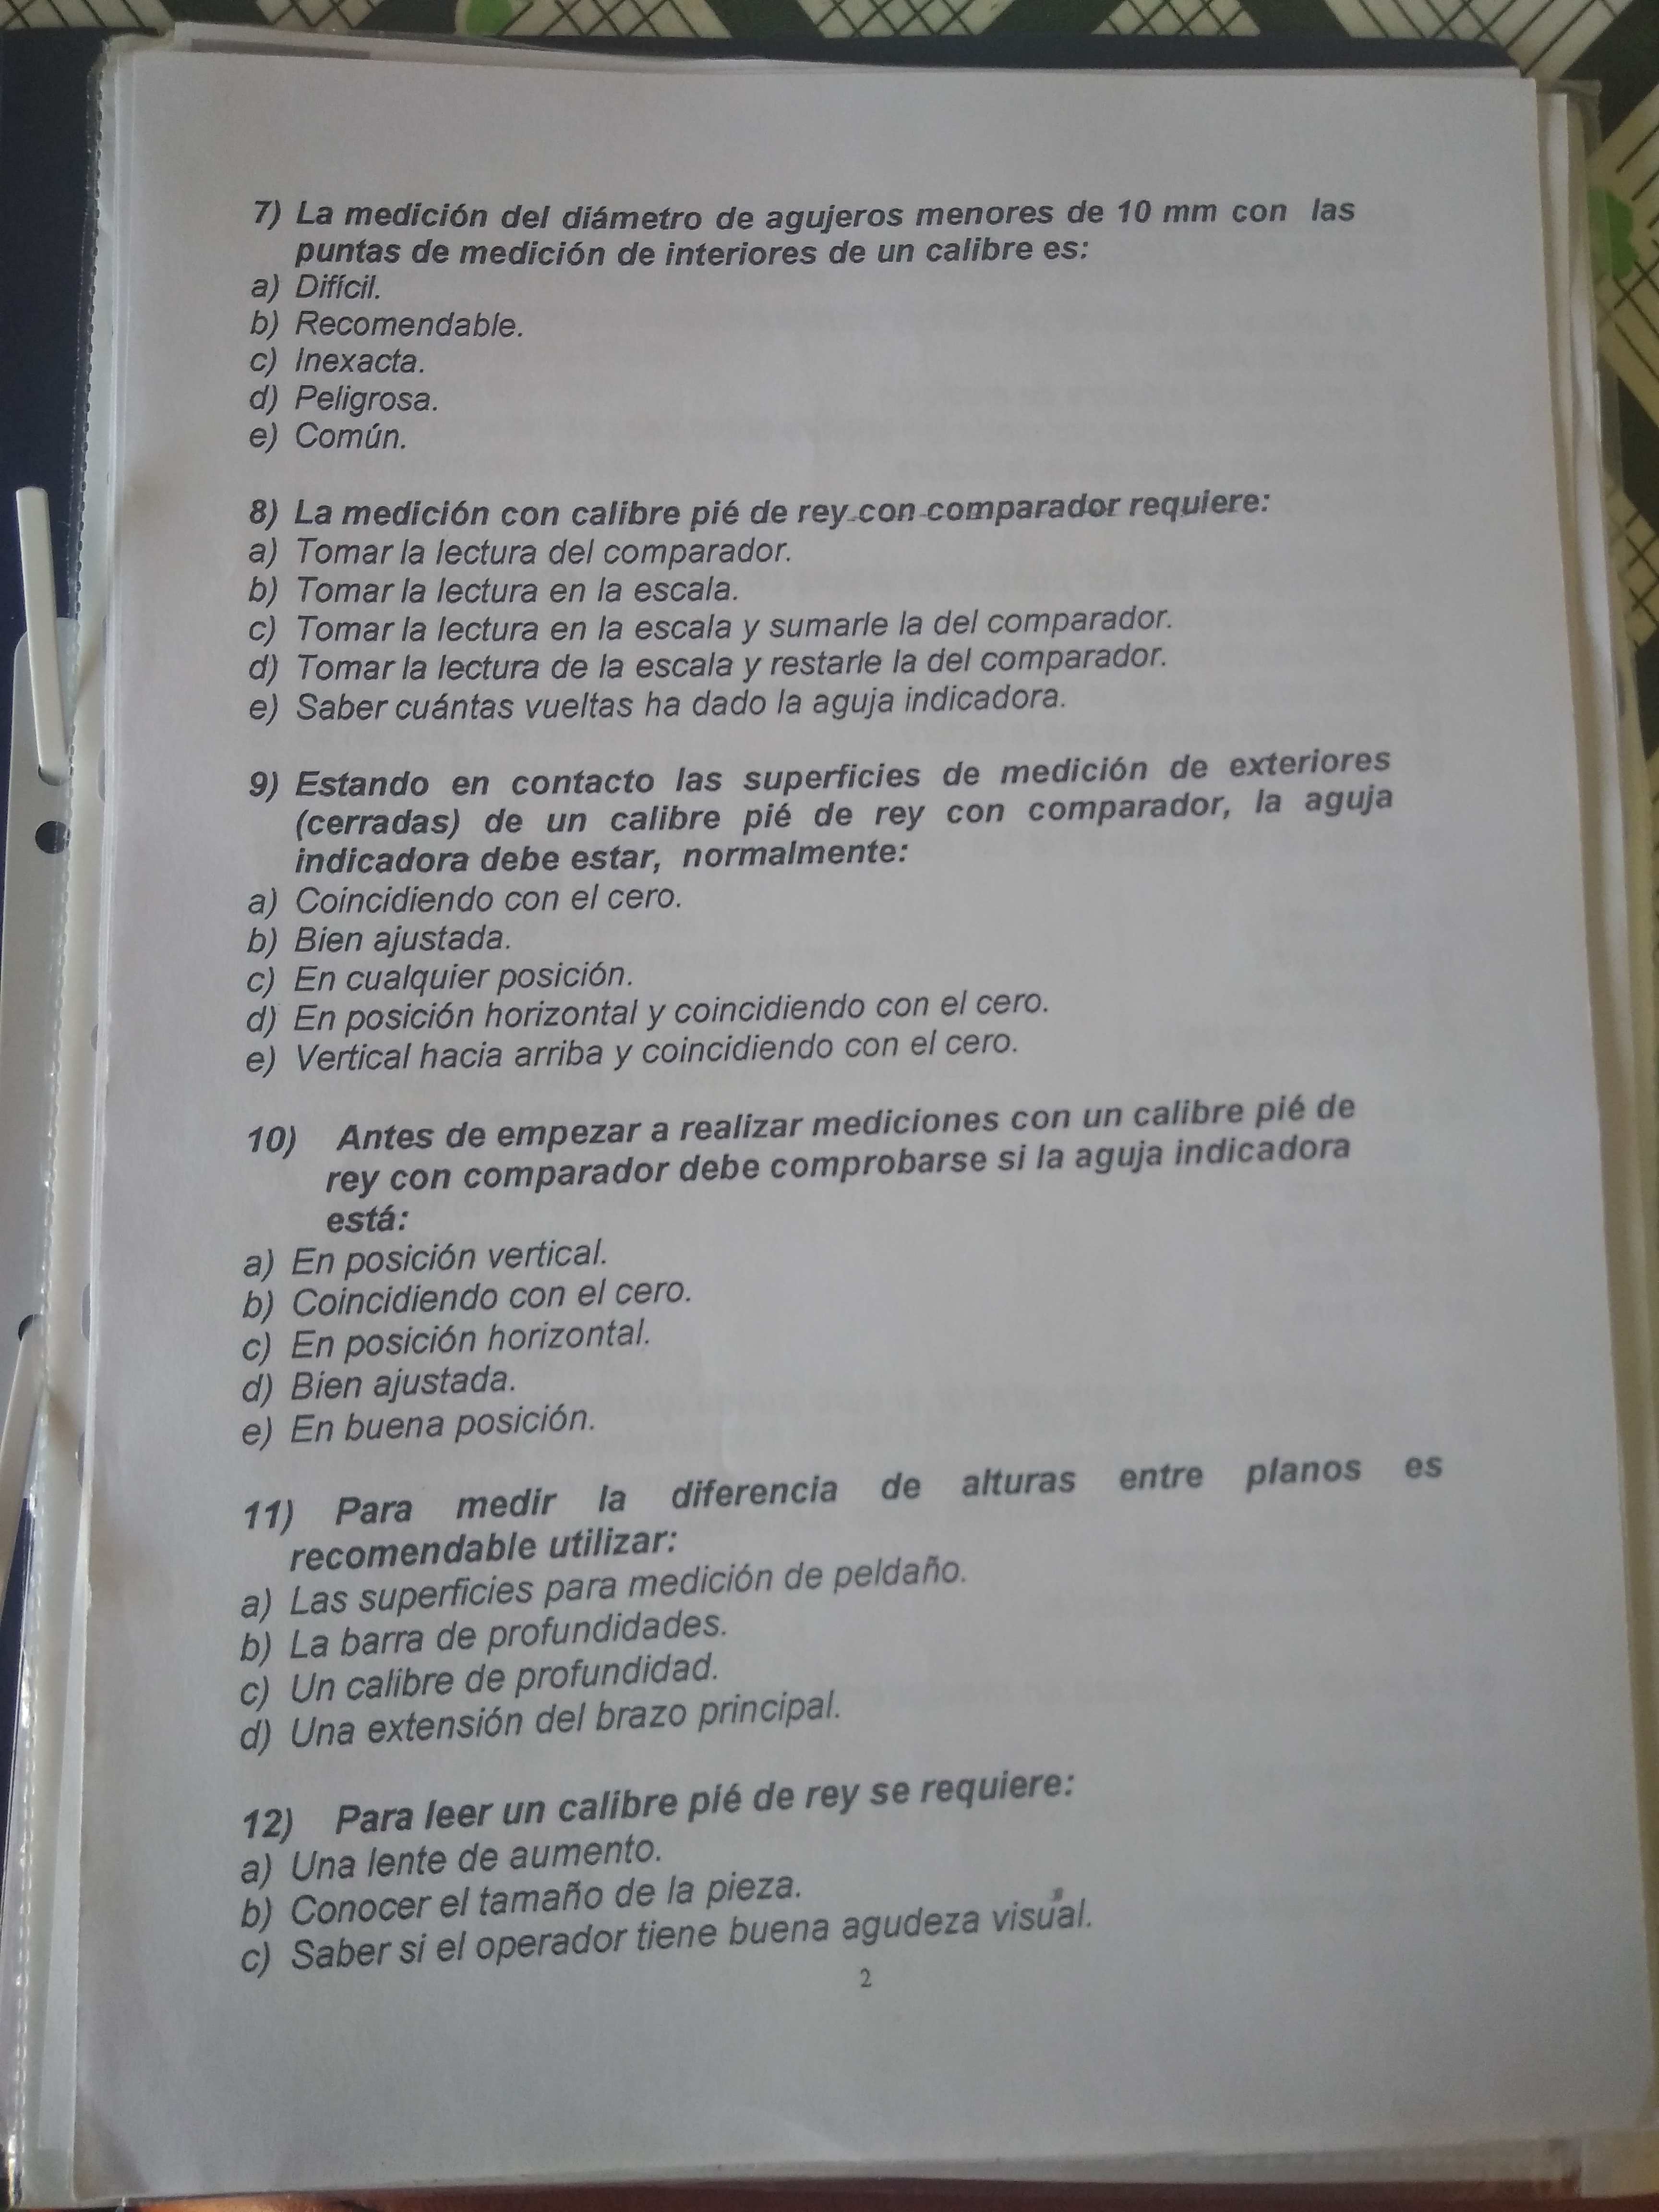 7) La medición del diámetro de agujeros menores de 10 mm con las
puntas de medición de interiores de un calibre es:
a) Difícil.
b) Recomendable.
c) Inexacta.
d) Peligrosa.
e) Común.
8) La medición con calibre pié de rey con comparador requiere:
a) Tomar la lectura del comparador.
b) Tomar la lectura en la escala.
c) Tomar la lectura en la escala y sumarle la del comparador.
d) Tomar la lectura de la escala y restarle la del comparador.
e) Saber cuántas vueltas ha dado la aguja indicadora.
9) Estando en contacto las superficies de medición de exteriores
(cerradas) de un calibre pié de rey con comparador, la aguja
indicadora debe estar, normalmente:
a) Coincidiendo con el cero.
b) Bien ajustada.
c) En cualquier posición.
d) En posición horizontal y coincidiendo con el cero.
e) Vertical hacia arriba y coincidiendo con el cero.
10) Antes de empezar a realizar mediciones con un calibre pié de
rey con comparador debe comprobarse si la aguja indicadora
está:
a) En posición vertical.
b) Coincidiendo con el cero.
c) En posición horizontal.
d) Bien ajustada.
e) En buena posición.
11) Para medir la diferencia de alturas entre planos es
recomendable utilizar:
a) Las superficies para medición de peldaño.
b) La barra de profundidades.
c) Un calibre de profundidad.
d) Una extensión del brazo principal.
12) Para leer un calibre pié de rey se requiere:
a) Una lente de aumento.
b) Conocer el tamaño de la pieza.
c) Saber si el operador tiene buena agudeza visual.
2